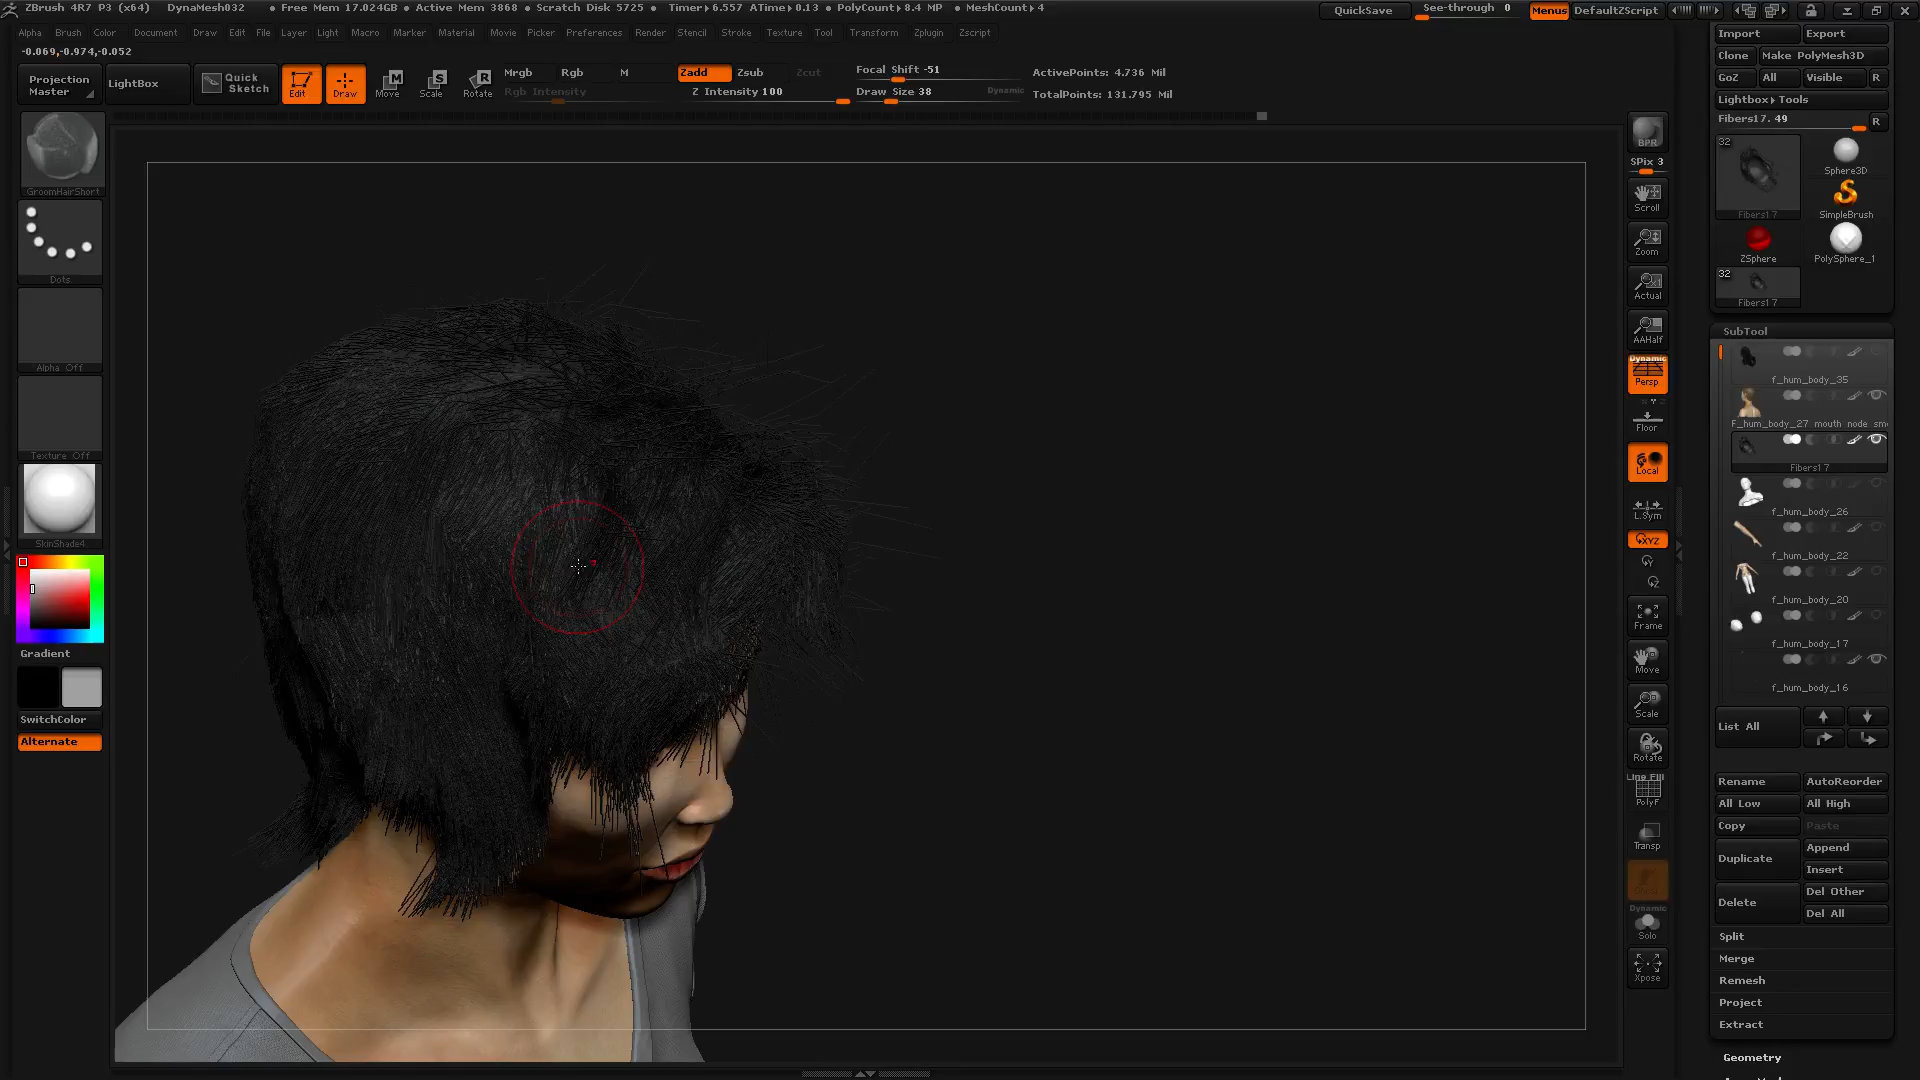 ZBrush 4R7 P3 (x64) DynaMesh032 • Free Mem 17.024GB • Active Mem 3868 • Scratch Disk 5725 • Timer▸6.557 ATime▸0.13 • PolyCount▸8.4 MP • MeshCount▸4 QuickSave See-through 0 Menus DefaultZScript
Alpha Brush Color Document Draw Edit File Layer Light Macro Marker Material Movie Picker Preferences Render Stencil Stroke Texture Tool Transform Zplugin Zscript
-0.069,-0.974,-0.052
Projection Master
LightBox
Quick Sketch
Edit
Draw
Move
Scale
Rotate
Mrgb Rgb M
Rgb Intensity
Zadd Zsub Zcut
Z Intensity 100
Focal Shift -51
Draw Size 38 Dynamic
ActivePoints: 4.736 Mil
TotalPoints: 131.795 Mil
GroomHairShort
Dots
Alpha Off
Texture Off
SkinShade4
Gradient
SwitchColor
Alternate
BPR
SPix 3
Scroll
Zoom
Actual
AAHalf
Dynamic
Persp
Floor
Local
L.Sym
XYZ
Frame
Move
Scale
Rotate
Line Fill
PolyF
Transp
Dynamic
Solo
Xpose
Import Export
Clone Make PolyMesh3D
GoZ All Visible R
Lightbox▸Tools
Fibers17. 49 R
32
Fibers17
Sphere3D
SimpleBrush
ZSphere
PolySphere_1
32
Fibers17
SubTool
f_hum_body_35
F_hum_body_27_mouth_node_smo
Fibers17
f_hum_body_26
f_hum_body_22
f_hum_body_20
f_hum_body_17
f_hum_body_16
List All
Rename AutoReorder
All Low All High
Copy Paste
Duplicate Append
Insert
Delete Del Other
Del All
Split
Merge
Remesh
Project
Extract
Geometry